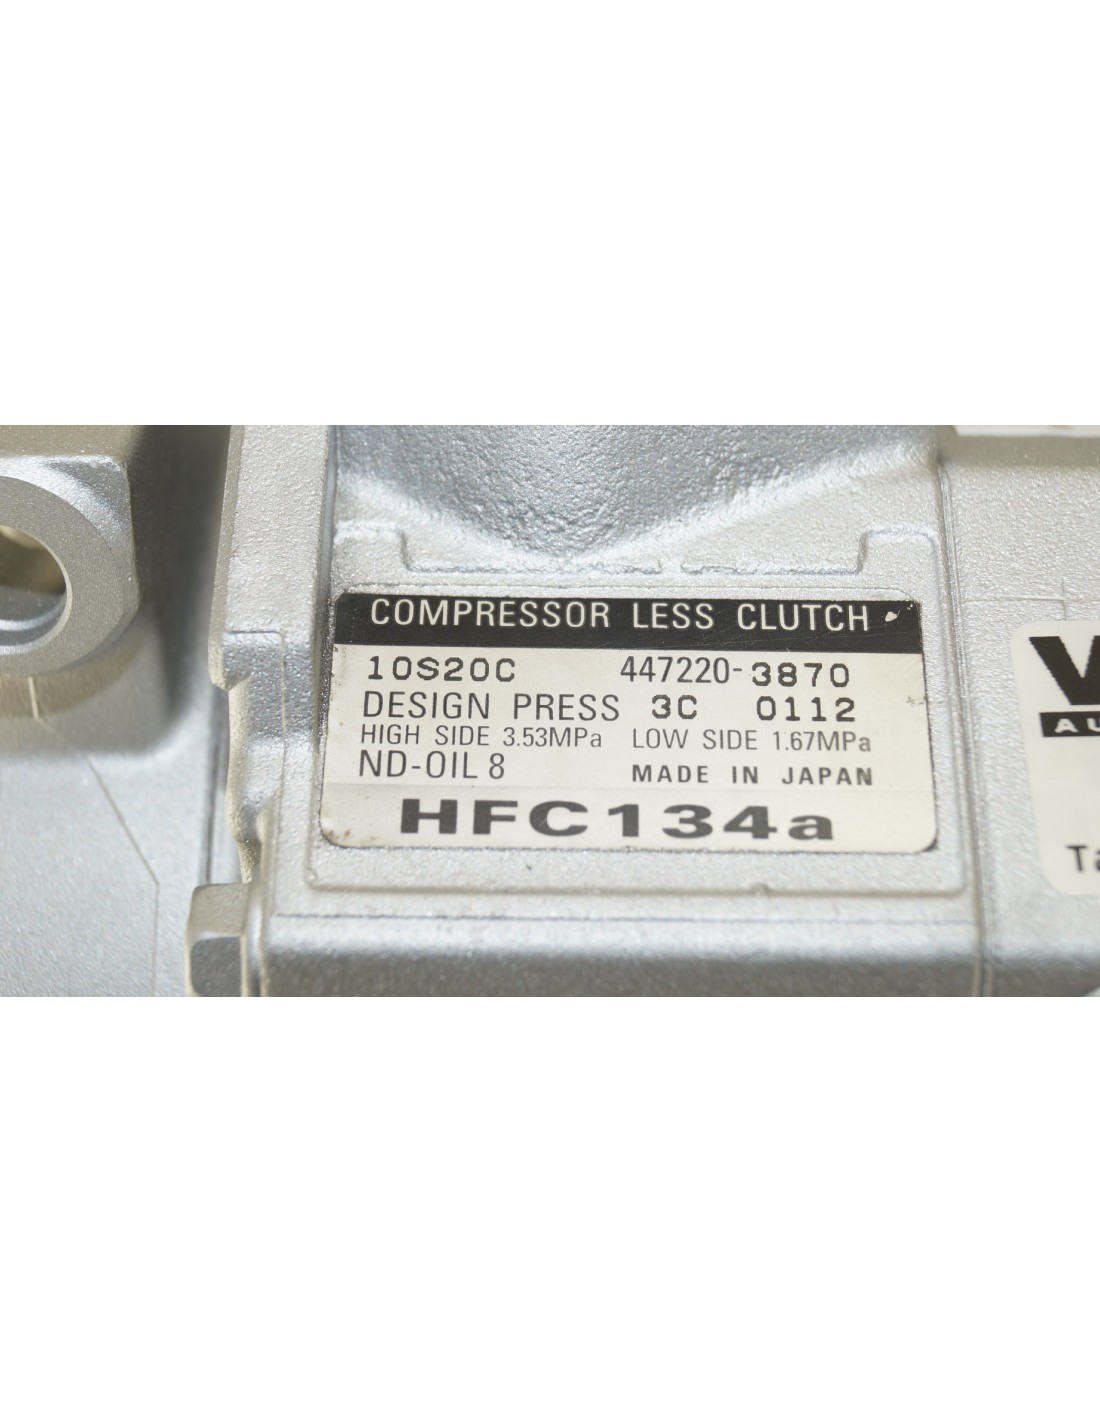 COMPRESSOR LESS CLUTCH
10S20C 447220-3870
DESIGN PRESS 3C 0112
HIGH SIDE 3.53MPa LOW SIDE 1.67MPa
ND-OIL 8 MADE IN JAPAN
HFC134a